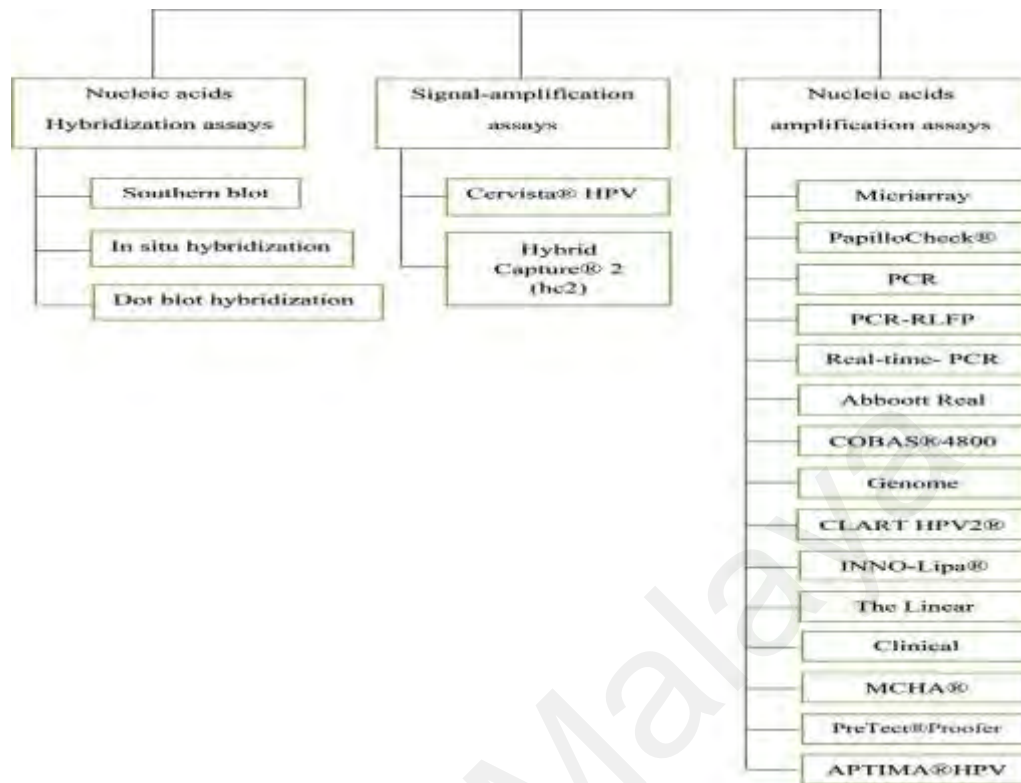 Nucleic acids
Hybridization assays
Southern blot
In situ hybridization
Dot blot hybridization
Signal-amplification
assays
Cervista® HPV
Hybrid
Capture® 2
(hc2)
Nucleic acids
amplification assays
Micriarray
PapilloCheck®
PCR
PCR-RLFP
Real-time- PCR
Abboott Real
COBAS®4800
Genome
CLART HPV2®
INNO-Lipa®
The Linear
Clinical
MCHA®
PreTect®Proofer
APTIMA®HPV
Malaya